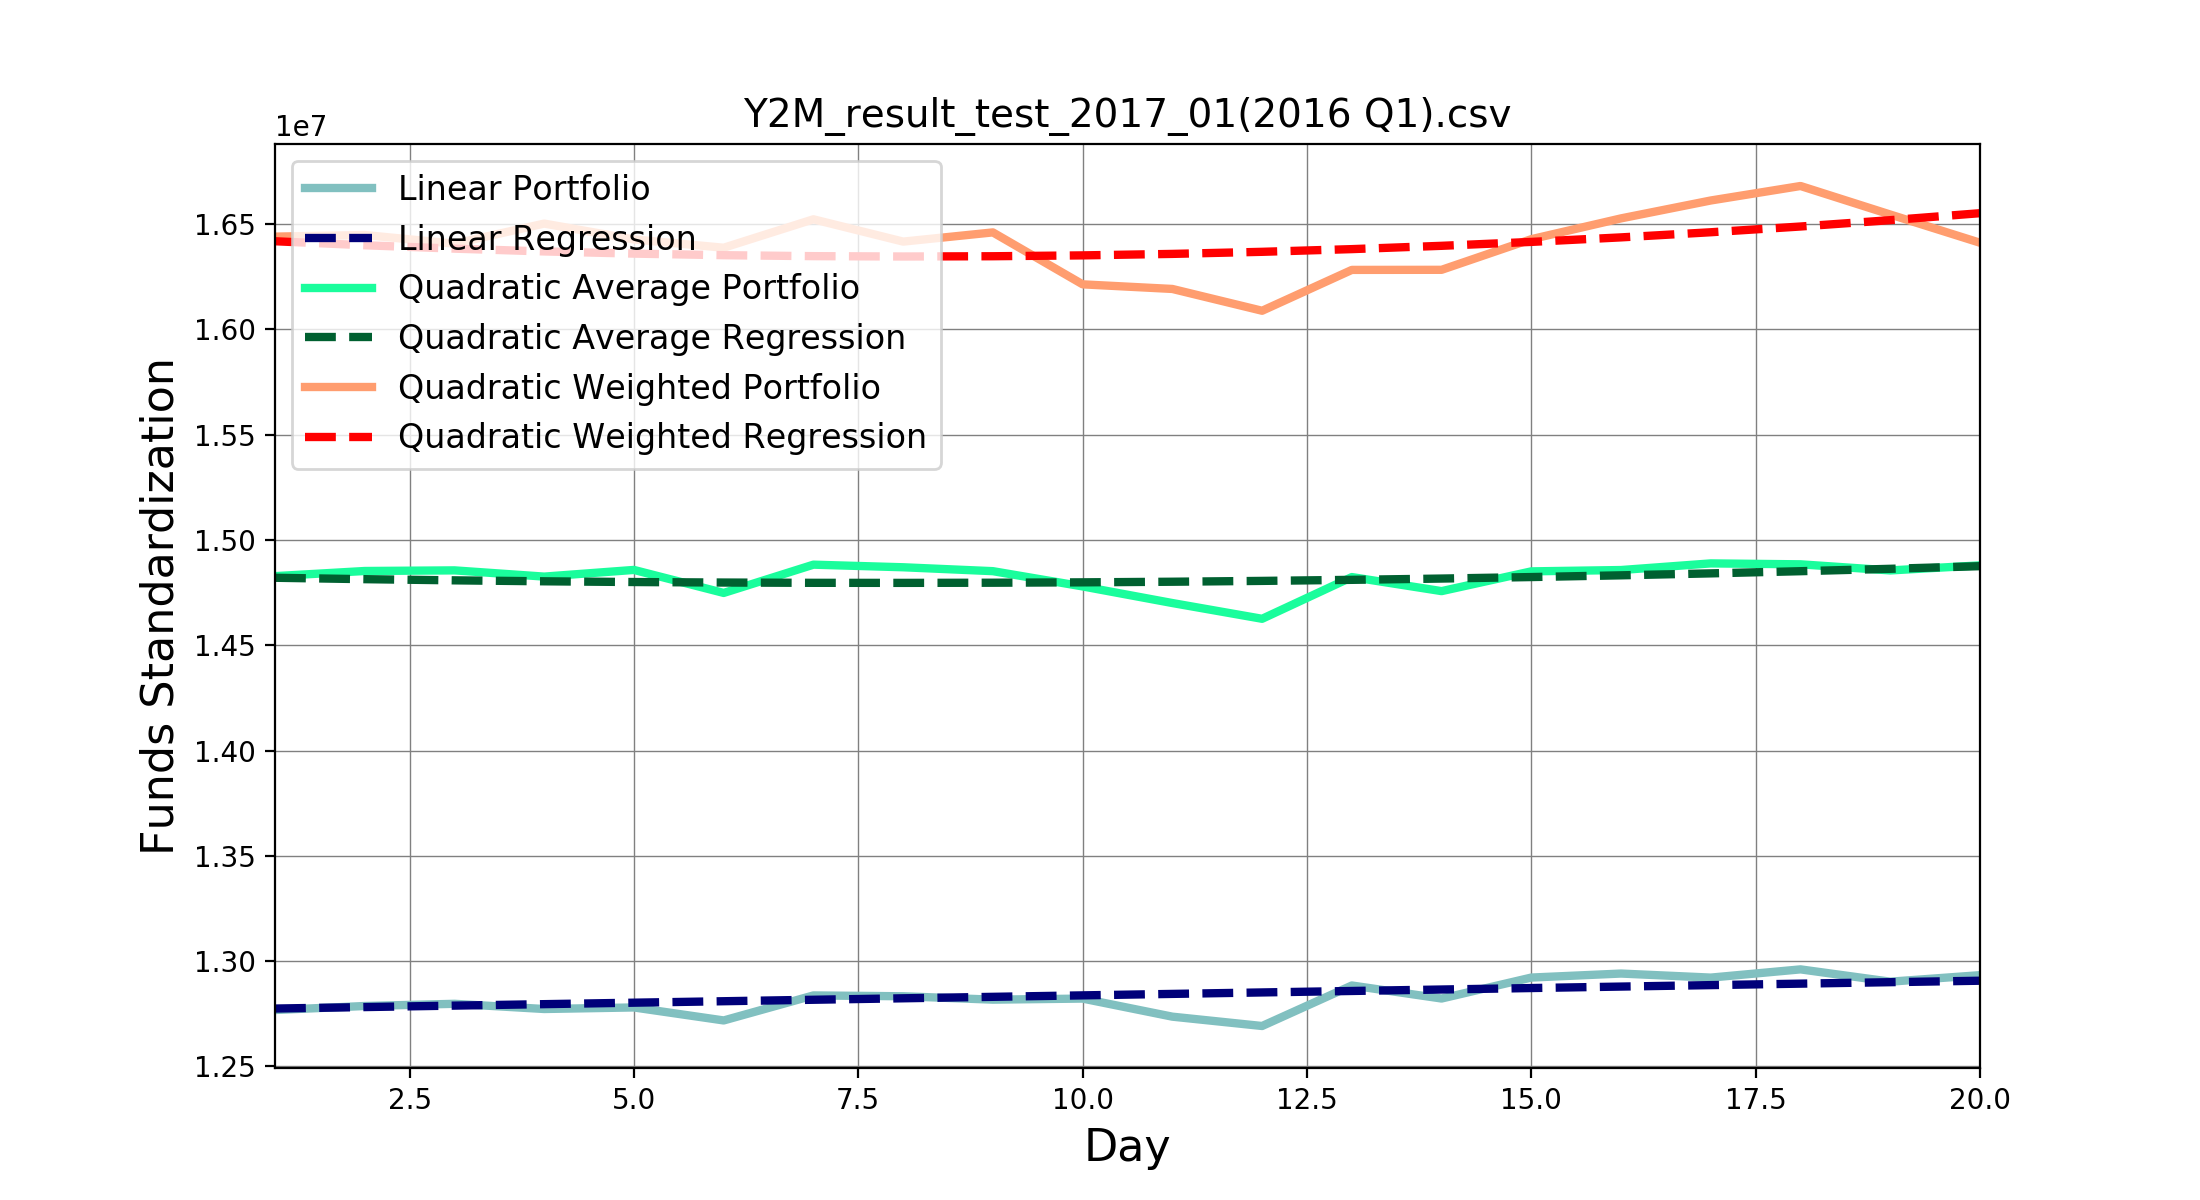 Y2M_result_test_2017_01(2016 Q1).csv
1e7
Linear Portfolio
Linear Regression
Quadratic Average Portfolio
Quadratic Average Regression
Quadratic Weighted Portfolio
Quadratic Weighted Regression
1.65
1.60
1.55
1.50
1.45
1.40
1.35
1.30
1.25
Funds Standardization
2.5 5.0 7.5 10.0 12.5 15.0 17.5 20.0
Day